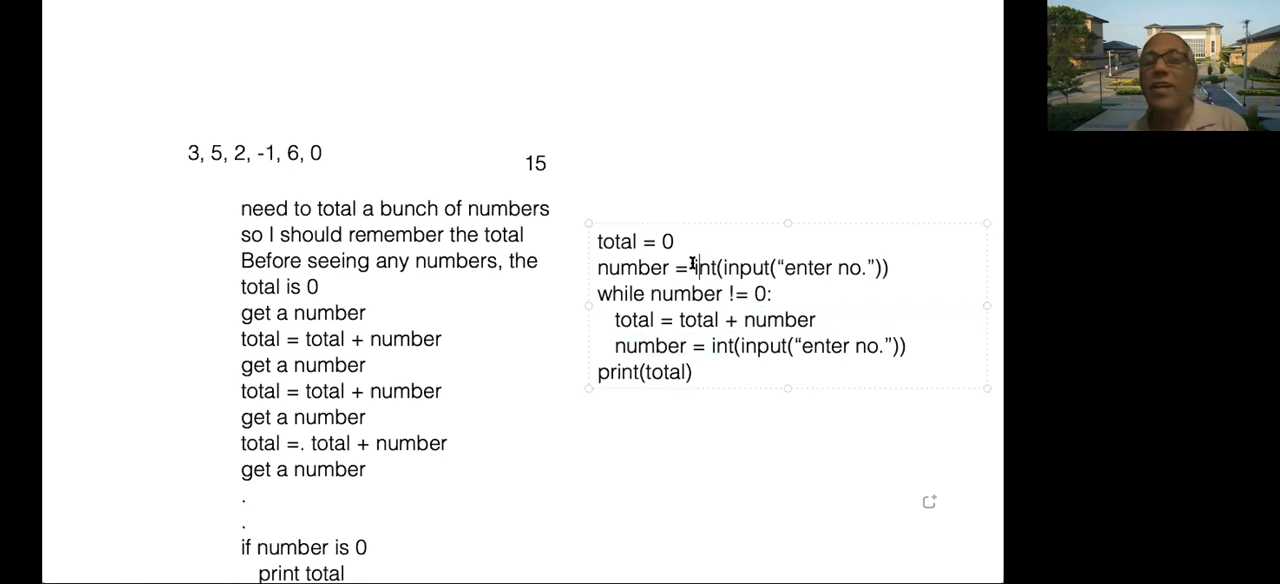 3, 5, 2, -1, 6, 0
15
need to total a bunch of numbers
so I should remember the total
Before seeing any numbers, the
total is 0
get a number
total = total + number
get a number
total = total + number
get a number
total =. total + number
get a number
.
.
if number is 0
print total
total = 0
number = int(input(“enter no.”))
while number != 0:
total = total + number
number = int(input(“enter no.”))
print(total)